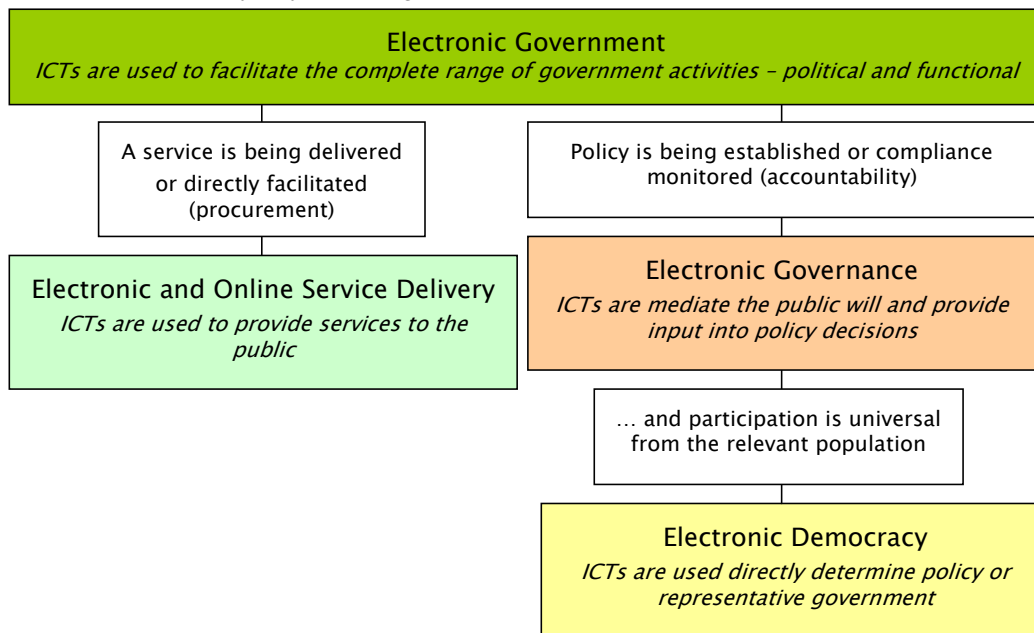 Electronic Government
ICTs are used to facilitate the complete range of government activities – political and functional
A service is being delivered
or directly facilitated
(procurement)
Policy is being established or compliance
monitored (accountability)
Electronic and Online Service Delivery
ICTs are used to provide services to the
public
Electronic Governance
ICTs are mediate the public will and provide
input into policy decisions
… and participation is universal
from the relevant population
Electronic Democracy
ICTs are used directly determine policy or
representative government